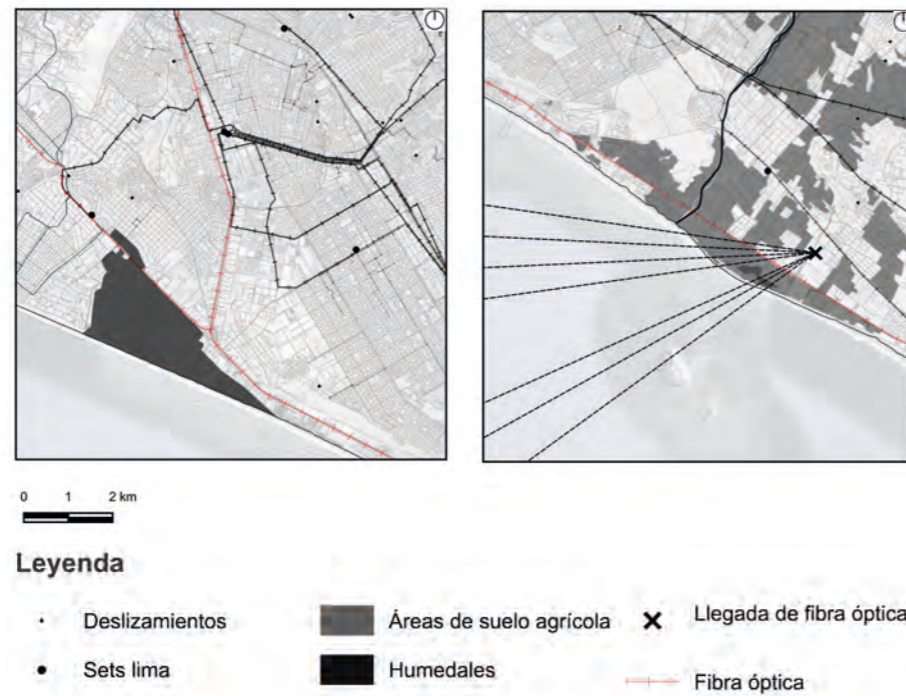 0 1 2 km
Leyenda
Deslizamientos
Sets lima
Áreas de suelo agrícola
Humedales
Llegada de fibra óptica
Fibra óptica